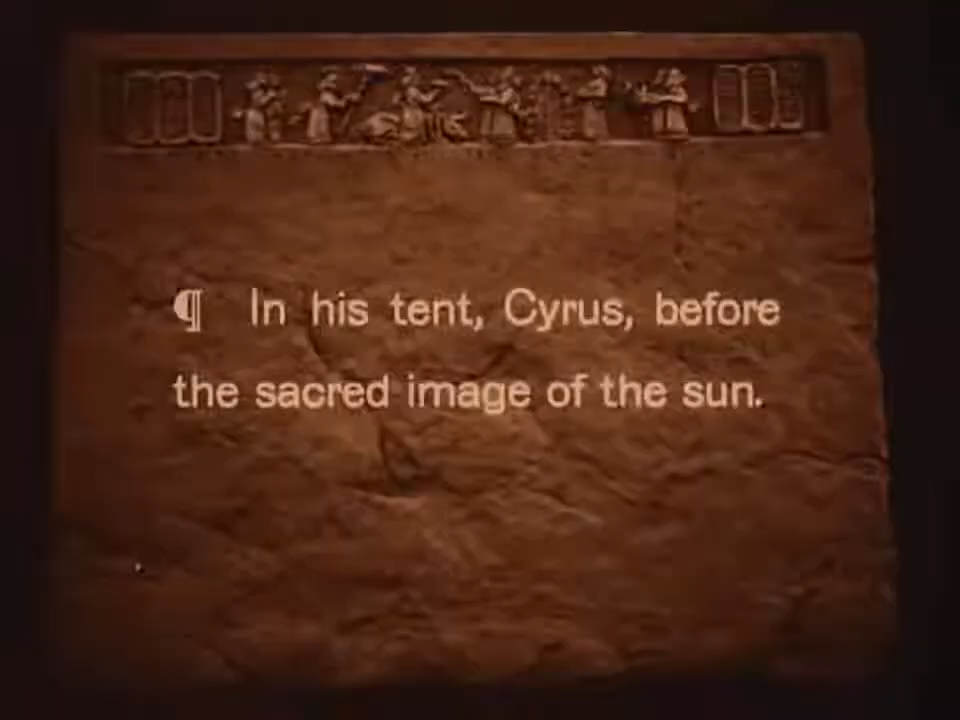 ¶ In his tent, Cyrus, before
the sacred image of the sun.